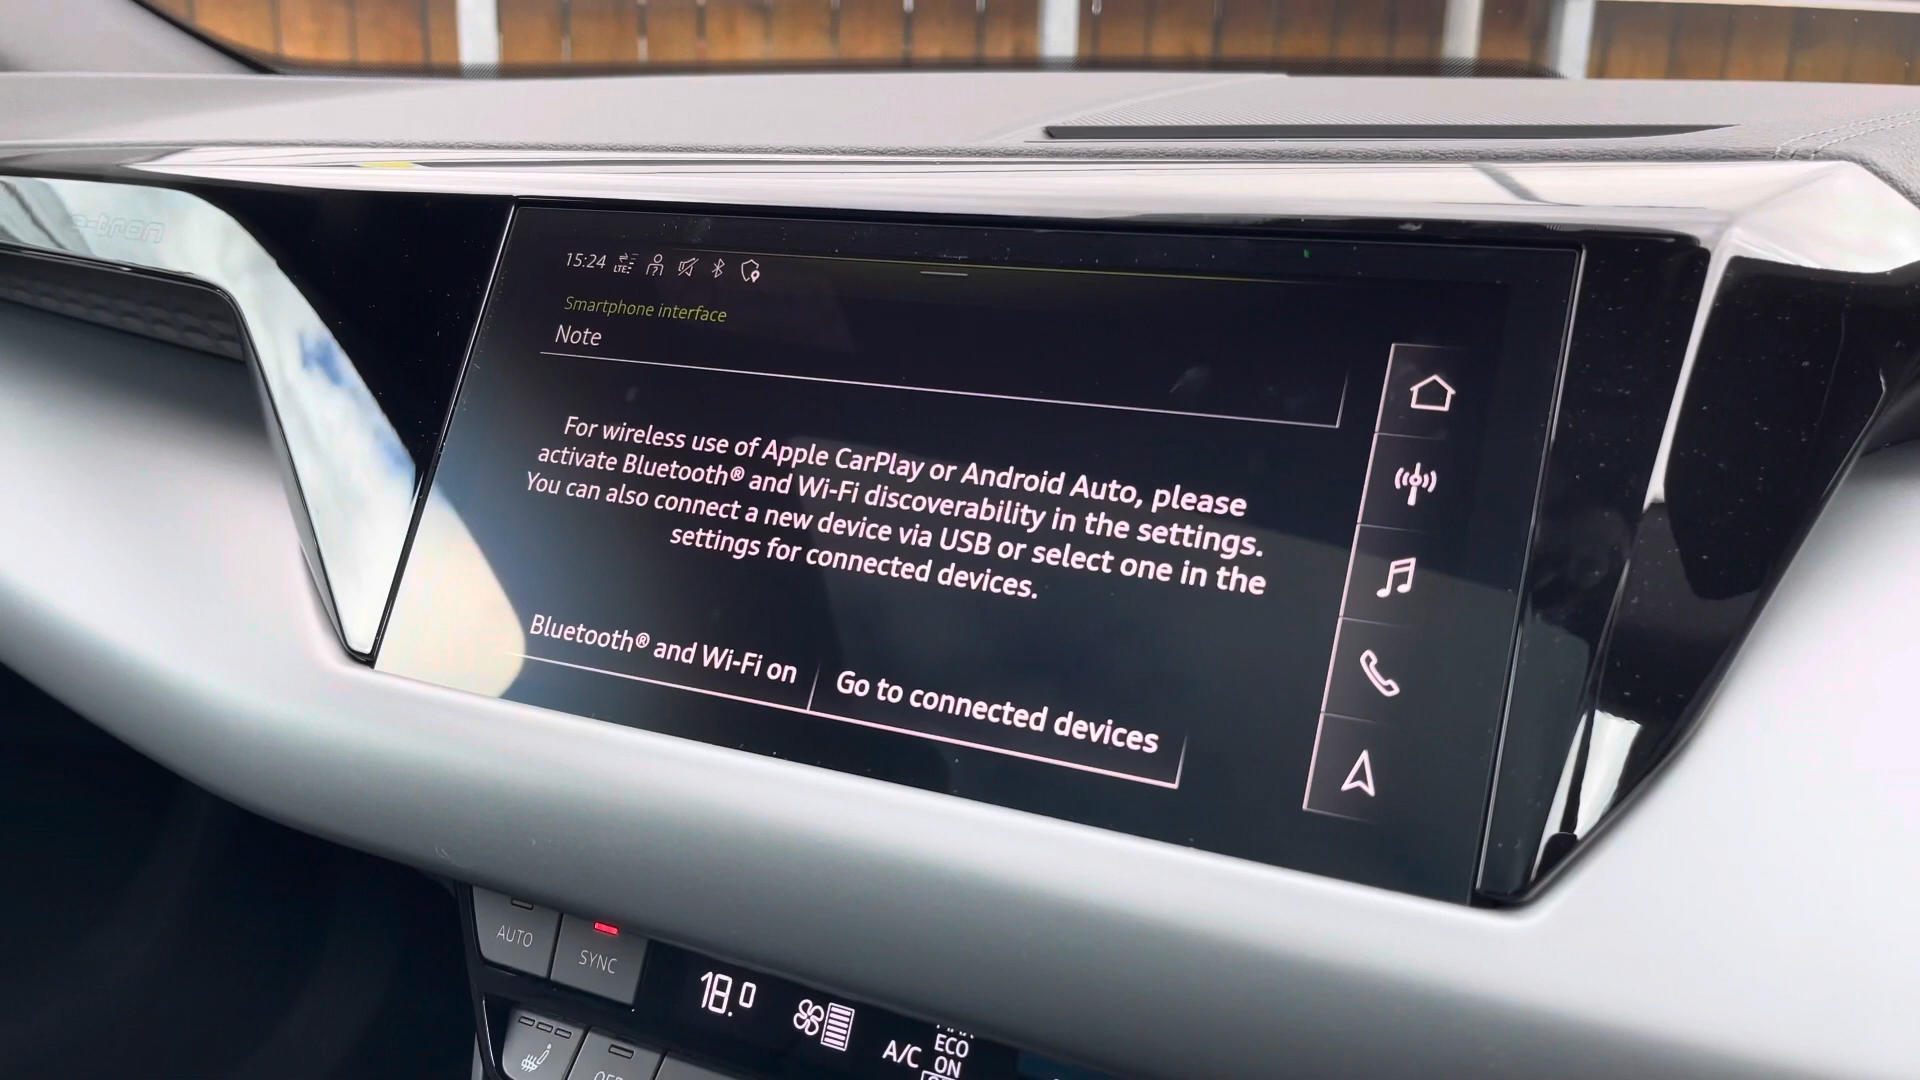 e-tron
15:24 LTE
Smartphone interface
Note
For wireless use of Apple CarPlay or Android Auto, please
activate Bluetooth® and Wi-Fi discoverability in the settings.
You can also connect a new device via USB or select one in the
settings for connected devices.
Bluetooth® and Wi-Fi on
Go to connected devices
AUTO
SYNC
18.0
A/C
ECO
ON